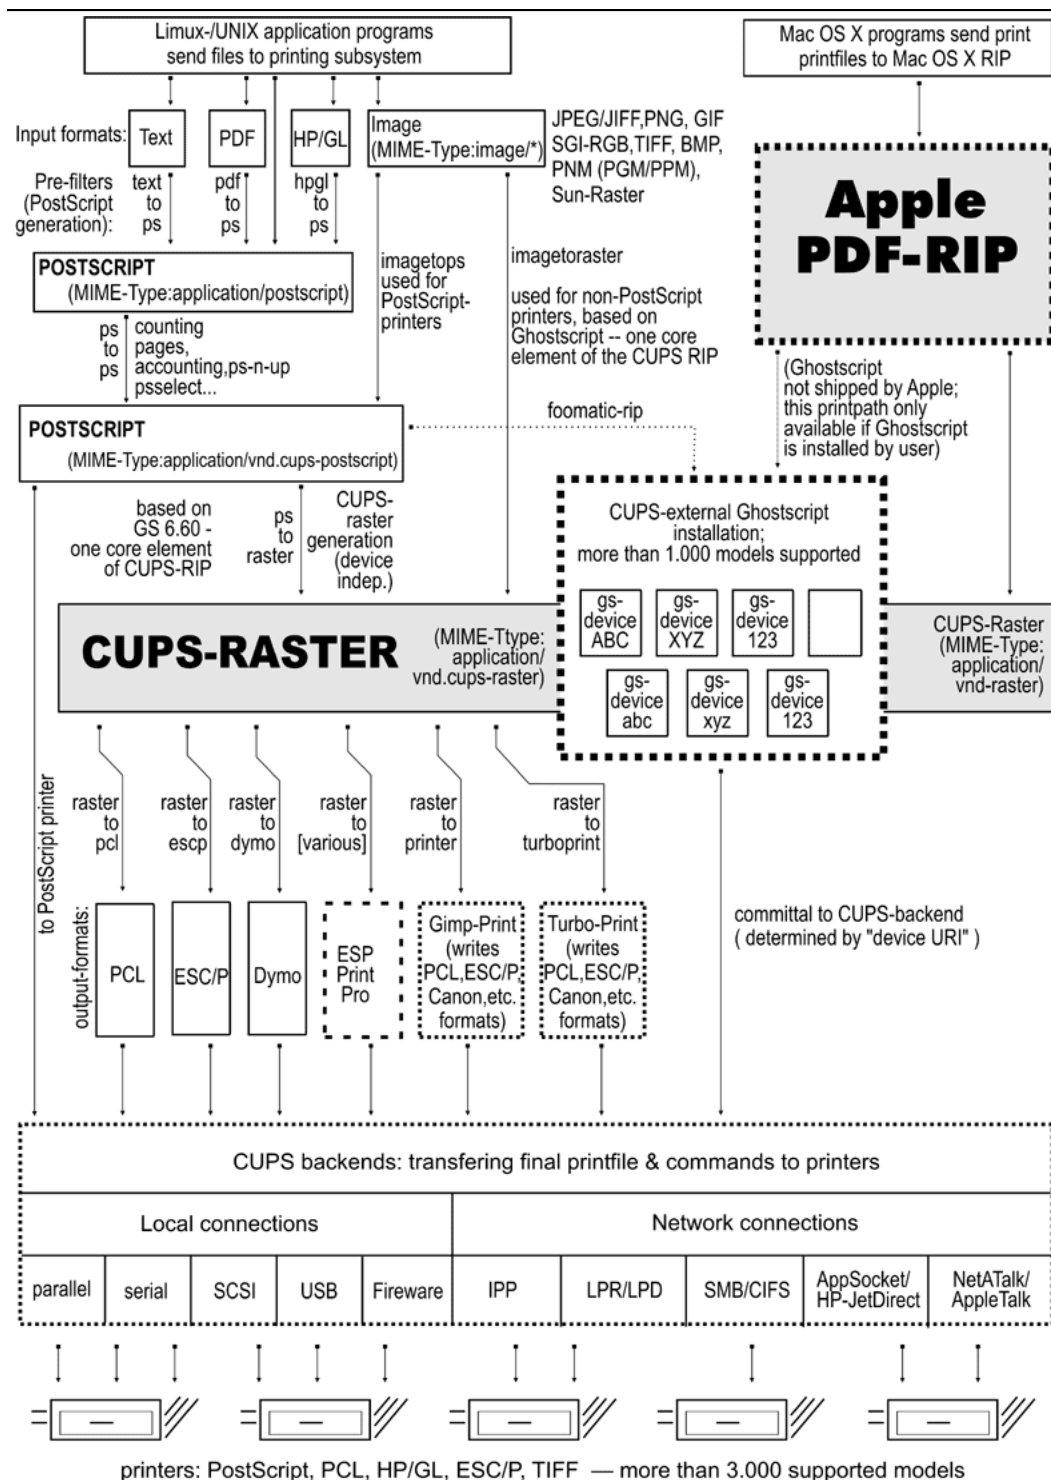 Limux-/UNIX application programs
send files to printing subsystem
Mac OS X programs send print
printfiles to Mac OS X RIP
Input formats:
Text
PDF
HP/GL
Image
(MIME-Type:image/*)
JPEG/JIFF,PNG, GIF
SGI-RGB,TIFF, BMP,
PNM (PGM/PPM),
Sun-Raster
Pre-filters
(PostScript
generation):
text
to
ps
pdf
to
ps
hpgl
to
ps
Apple
PDF-RIP
POSTSCRIPT
(MIME-Type:application/postscript)
imagetops
used for
PostScript-
printers
imagetoraster
used for non-PostScript
printers, based on
Ghostscript -- one core
element of the CUPS RIP
ps
to
ps
counting
pages,
accounting,ps-n-up
psselect...
(Ghostscript
not shipped by Apple;
this printpath only
available if Ghostscript
is installed by user)
foomatic-rip
POSTSCRIPT
(MIME-Type:application/vnd.cups-postscript)
based on
GS 6.60 -
one core element
of CUPS-RIP
ps
to
raster
CUPS-
raster
generation
(device
indep.)
CUPS-external Ghostscript
installation;
more than 1.000 models supported
gs-
device
ABC
gs-
device
XYZ
gs-
device
123
gs-
device
abc
gs-
device
xyz
gs-
device
123
CUPS-RASTER
(MIME-Ttype:
application/
vnd.cups-raster)
CUPS-Raster
(MIME-Type:
application/
vnd-raster)
to PostScript printer
raster
to
pcl
raster
to
escp
raster
to
dymo
raster
to
[various]
raster
to
printer
raster
to
turboprint
output-formats:
PCL
ESC/P
Dymo
ESP
Print
Pro
Gimp-Print
(writes
PCL,ESC/P,
Canon,etc.
formats)
Turbo-Print
(writes
PCL,ESC/P,
Canon,etc.
formats)
committal to CUPS-backend
( determined by "device URI" )
CUPS backends: transfering final printfile & commands to printers
Local connections
Network connections
parallel
serial
SCSI
USB
Fireware
IPP
LPR/LPD
SMB/CIFS
AppSocket/
HP-JetDirect
NetATalk/
AppleTalk
printers: PostScript, PCL, HP/GL, ESC/P, TIFF — more than 3.000 supported models